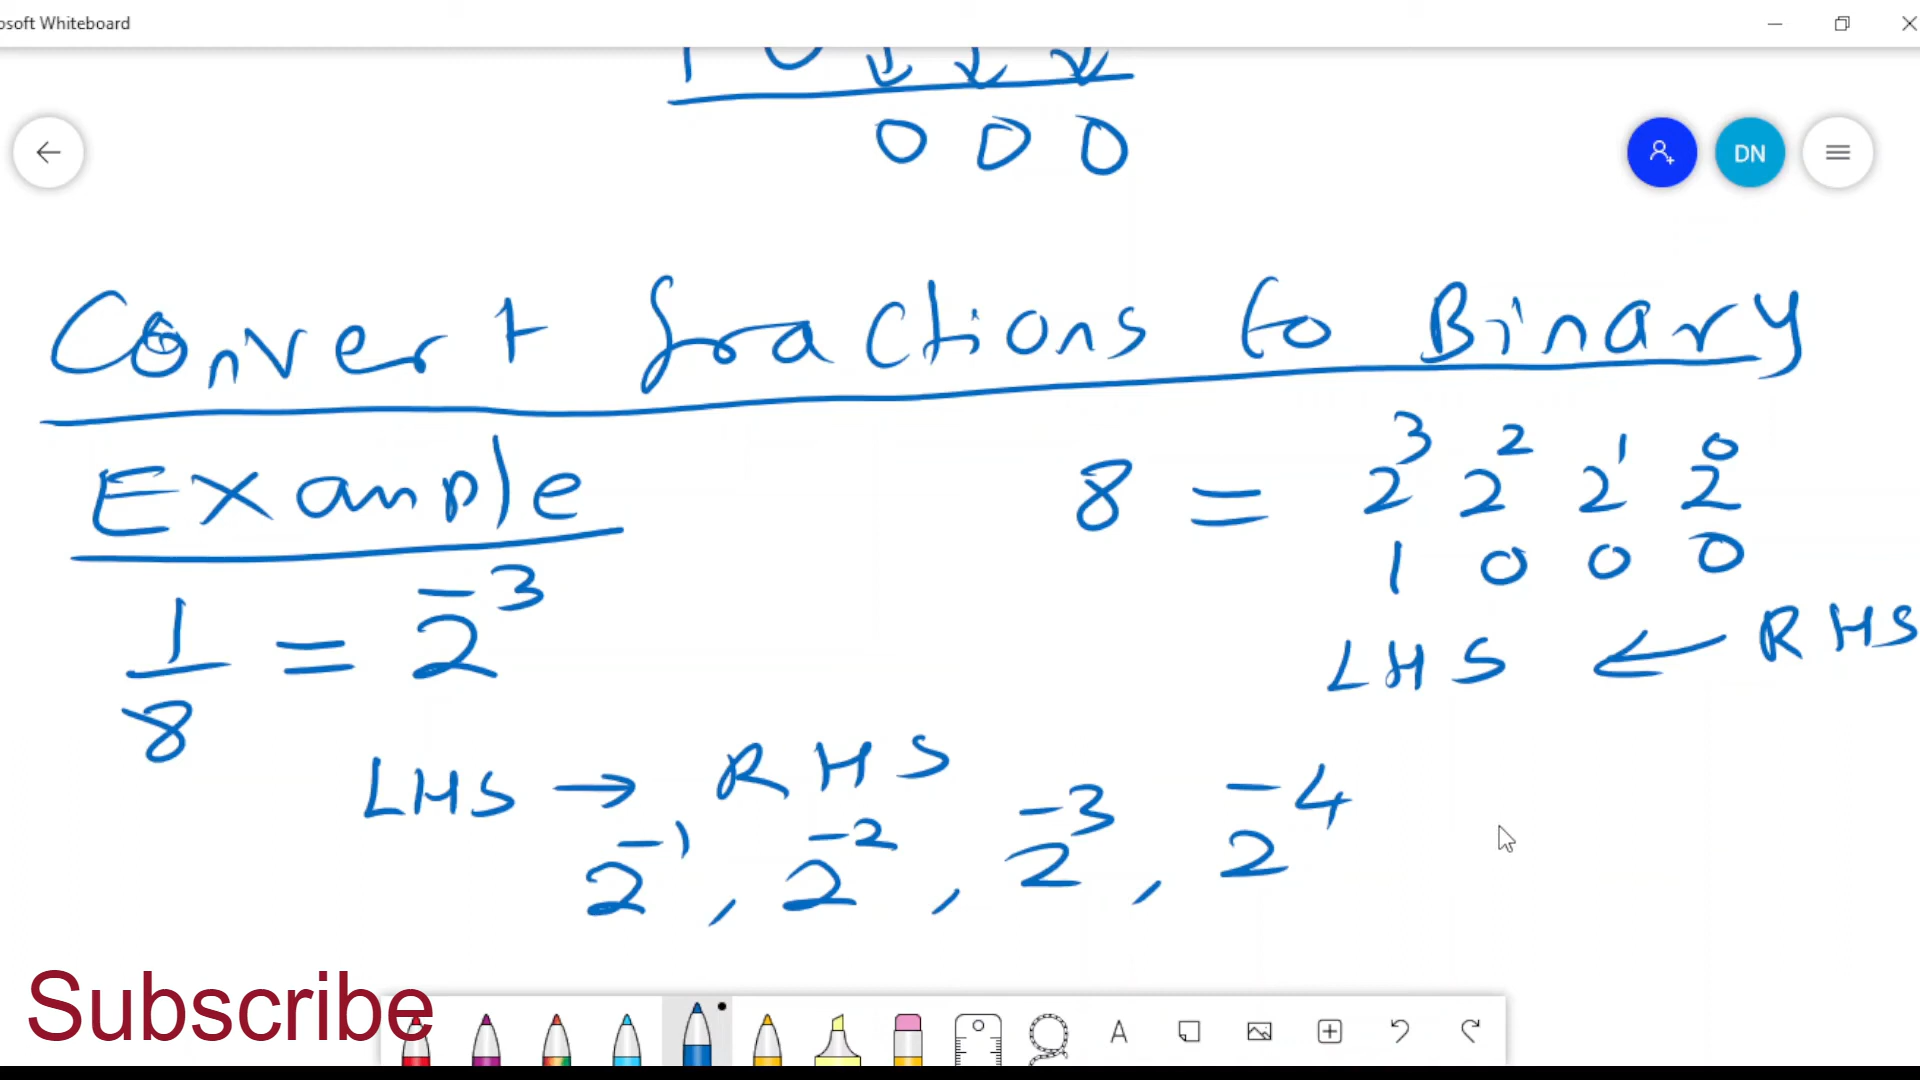 osoft Whiteboard
0 0 0
DN
Convert fractions to Binary
Example
8 = 2³ 2² 2¹ 2⁰
1 0 0 0
1/8 = 2⁻³
LHS ← RHS
LHS → RHS
2⁻¹, 2⁻², 2⁻³, 2⁻⁴
Subscribe
A